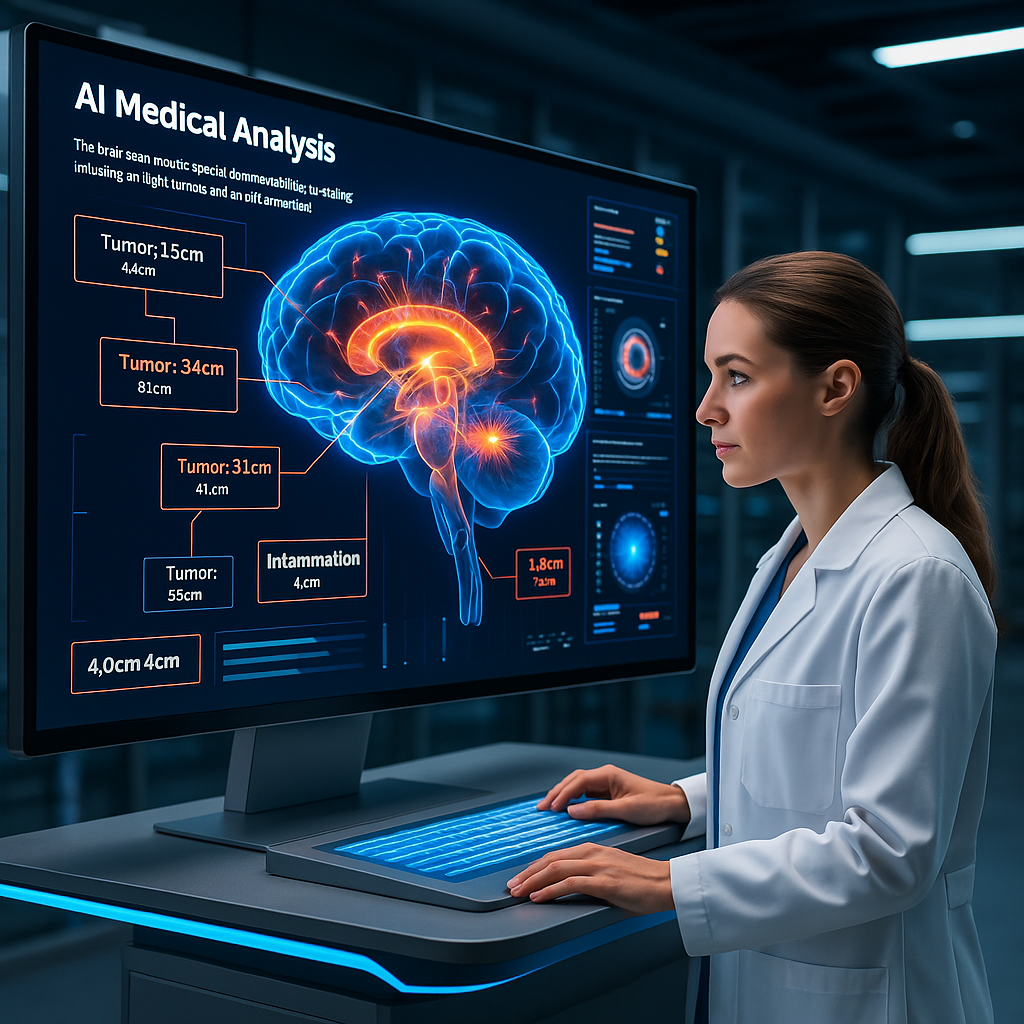 AI Medical Analysis
The brair sean moutic special dommevtabilitie; tu-staling
imlusiing an ilight turnots and an oift armertian!
Tumor; 15cm
4,4cm
Tumor: 34cm
81cm
Tumor: 31cm
41.cm
Tumor:
55cm
Intammation
4,cm
1,8cm
4,0cm 4cm